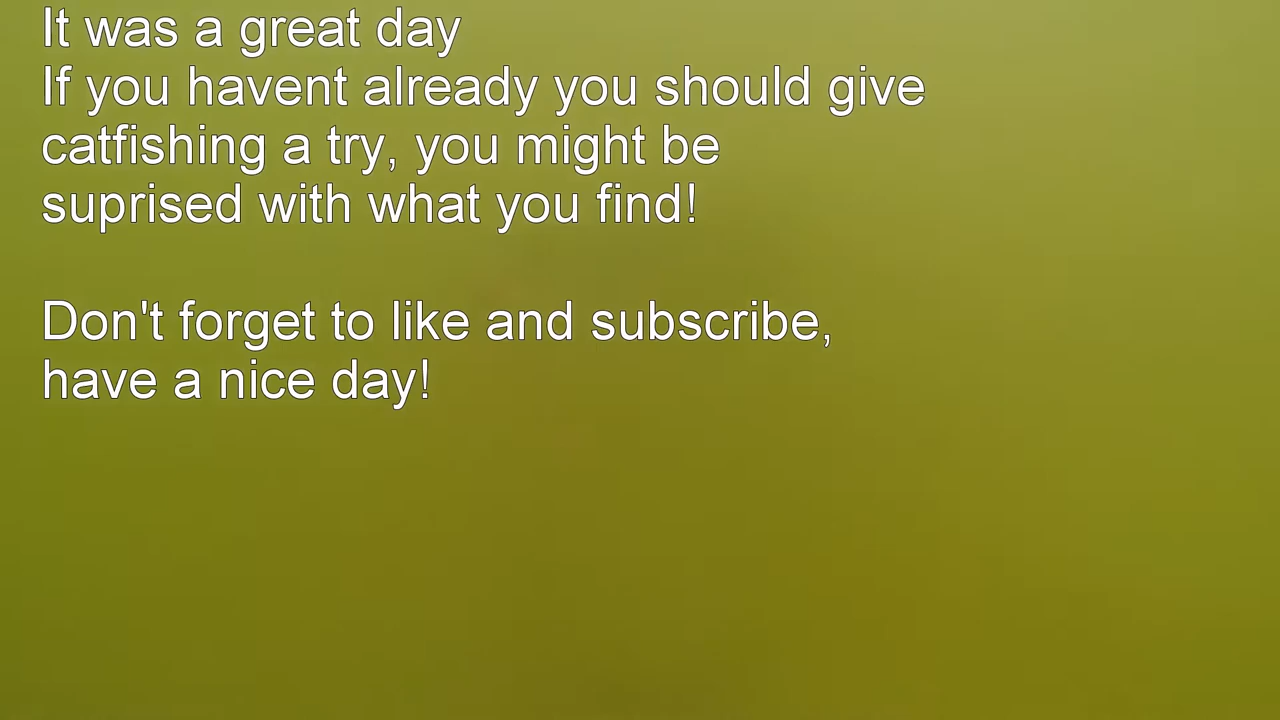 It was a great day
If you havent already you should give
catfishing a try, you might be
suprised with what you find!
Don't forget to like and subscribe,
have a nice day!